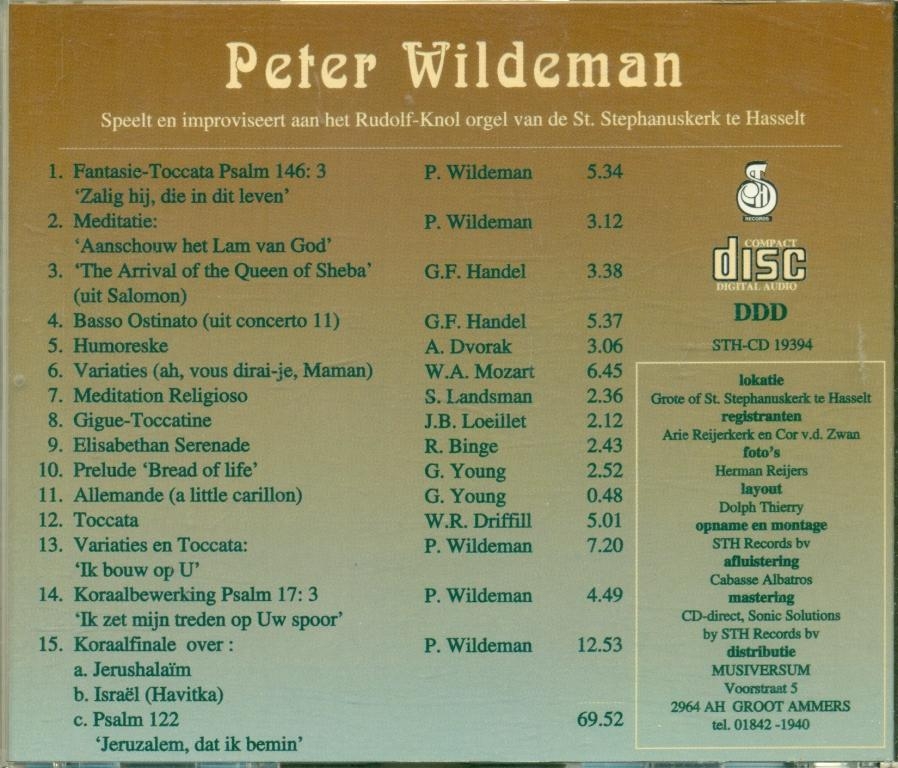 Peter Wildeman
Speelt en improviseert aan het Rudolf-Knol orgel van de St. Stephanuskerk te Hasselt
1. Fantasie-Toccata Psalm 146: 3 P. Wildeman 5.34
‘Zalig hij, die in dit leven’
2. Meditatie: P. Wildeman 3.12
‘Aanschouw het Lam van God’
3. ‘The Arrival of the Queen of Sheba’ G.F. Handel 3.38
(uit Salomon)
4. Basso Ostinato (uit concerto 11) G.F. Handel 5.37
5. Humoreske A. Dvorak 3.06
6. Variaties (ah, vous dirai-je, Maman) W.A. Mozart 6.45
7. Meditation Religioso S. Landsman 2.36
8. Gigue-Toccatine J.B. Loeillet 2.12
9. Elisabethan Serenade R. Binge 2.43
10. Prelude ‘Bread of life’ G. Young 2.52
11. Allemande (a little carillon) G. Young 0.48
12. Toccata W.R. Driffill 5.01
13. Variaties en Toccata: P. Wildeman 7.20
‘Ik bouw op U’
14. Koraalbewerking Psalm 17: 3 P. Wildeman 4.49
‘Ik zet mijn treden op Uw spoor’
15. Koraalfinale over : P. Wildeman 12.53
a. Jerushalaïm
b. Israël (Havitka)
c. Psalm 122 69.52
‘Jeruzalem, dat ik bemin’
RECORDS
COMPACT
disc
DIGITAL AUDIO
DDD
STH-CD 19394
lokatie
Grote of St. Stephanuskerk te Hasselt
registranten
Arie Reijerkerk en Cor v.d. Zwan
foto's
Herman Reijers
layout
Dolph Thierry
opname en montage
STH Records bv
afluistering
Cabasse Albatros
mastering
CD-direct, Sonic Solutions
by STH Records bv
distributie
MUSIVERSUM
Voorstraat 5
2964 AH GROOT AMMERS
tel. 01842 -1940